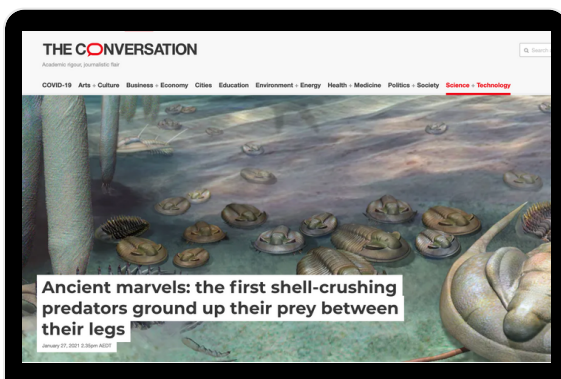 THE CONVERSATION
Academic rigour, journalistic flair
Search
COVID-19 Arts + Culture Business + Economy Cities Education Environment + Energy Health + Medicine Politics + Society Science + Technology
Ancient marvels: the first shell-crushing
predators ground up their prey between
their legs
January 27, 2021 2:35pm AEDT